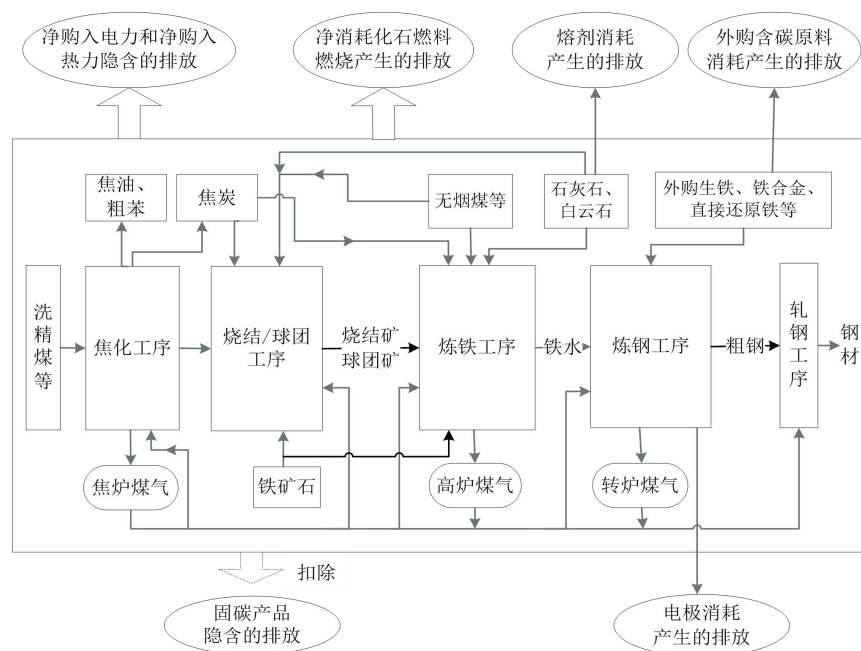 净购入电力和净购入
热力隐含的排放
净消耗化石燃料
燃烧产生的排放
熔剂消耗
产生的排放
外购含碳原料
消耗产生的排放
焦油、
粗苯
焦炭
无烟煤等
石灰石、
白云石
外购生铁、铁合金、
直接还原铁等
洗精煤等
焦化工序
烧结/球团
工序
烧结矿
球团矿
炼铁工序
铁水
炼钢工序
粗钢
轧钢工序
钢材
焦炉煤气
铁矿石
高炉煤气
转炉煤气
扣除
固碳产品
隐含的排放
电极消耗
产生的排放